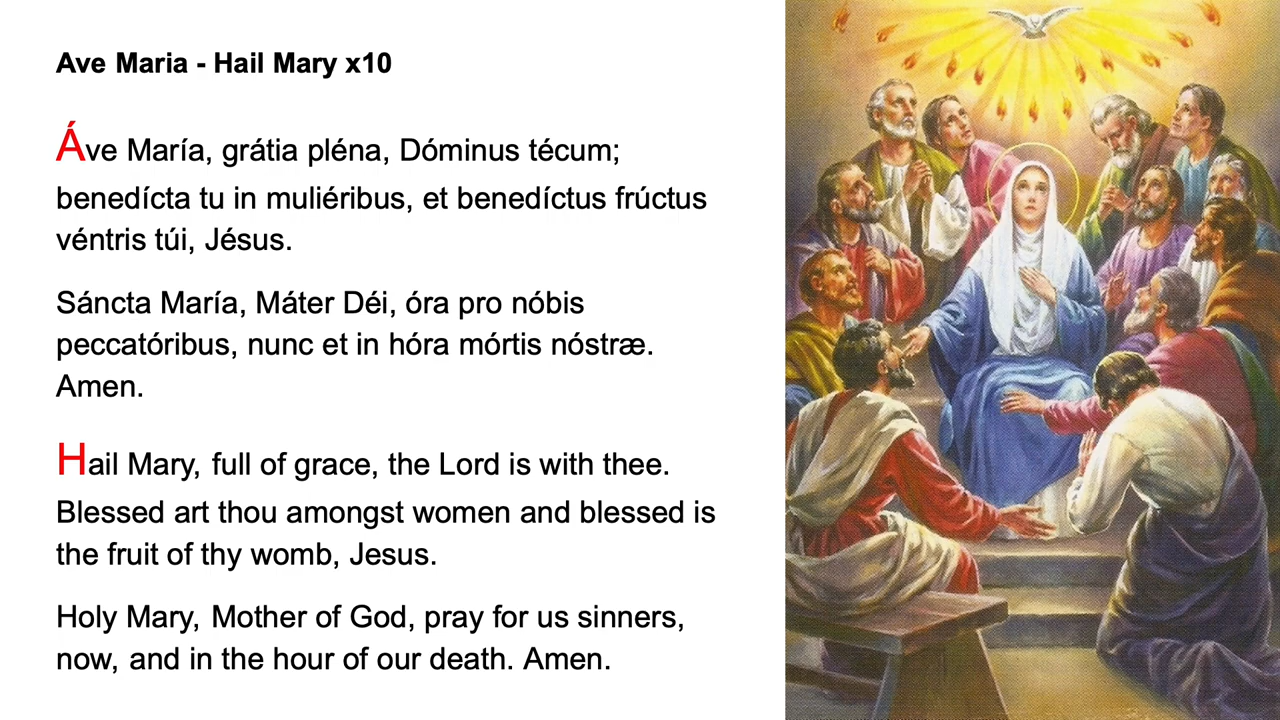 Ave Maria - Hail Mary x10
Áve María, grátia pléna, Dóminus técum;
benedícta tu in muliéribus, et benedíctus frúctus
véntris túi, Jésus.
Sáncta María, Máter Déi, óra pro nóbis
peccatóribus, nunc et in hóra mórtis nóstræ.
Amen.
Hail Mary, full of grace, the Lord is with thee.
Blessed art thou amongst women and blessed is
the fruit of thy womb, Jesus.
Holy Mary, Mother of God, pray for us sinners,
now, and in the hour of our death. Amen.